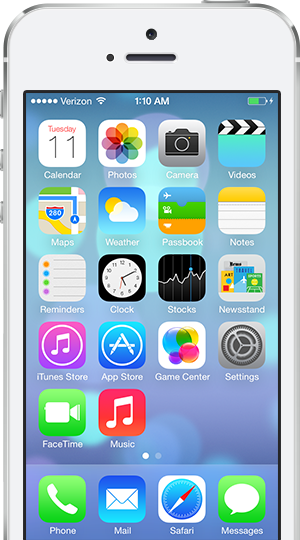 Verizon 1:10 AM
Tuesday
11
Calendar Photos Camera Videos
280
Maps Weather Passbook Notes
Reminders Clock Stocks Newsstand
iTunes Store App Store Game Center Settings
FaceTime Music
Phone Mail Safari Messages